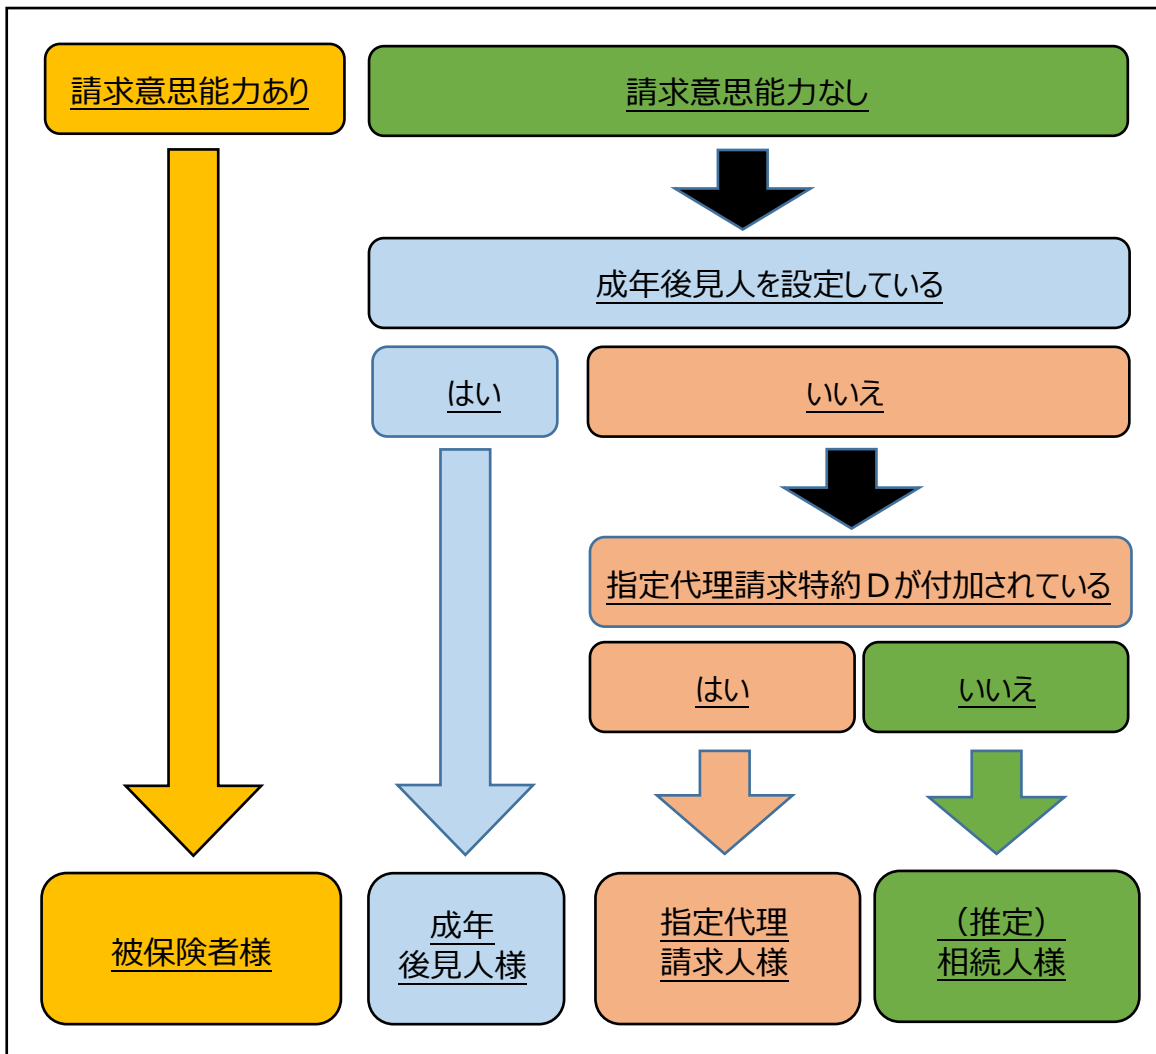 請求意思能力あり
請求意思能力なし
成年後見人を設定している
はい
いいえ
指定代理請求特約Dが付加されている
はい
いいえ
被保険者様
成年
後見人様
指定代理
請求人様
(推定)
相続人様